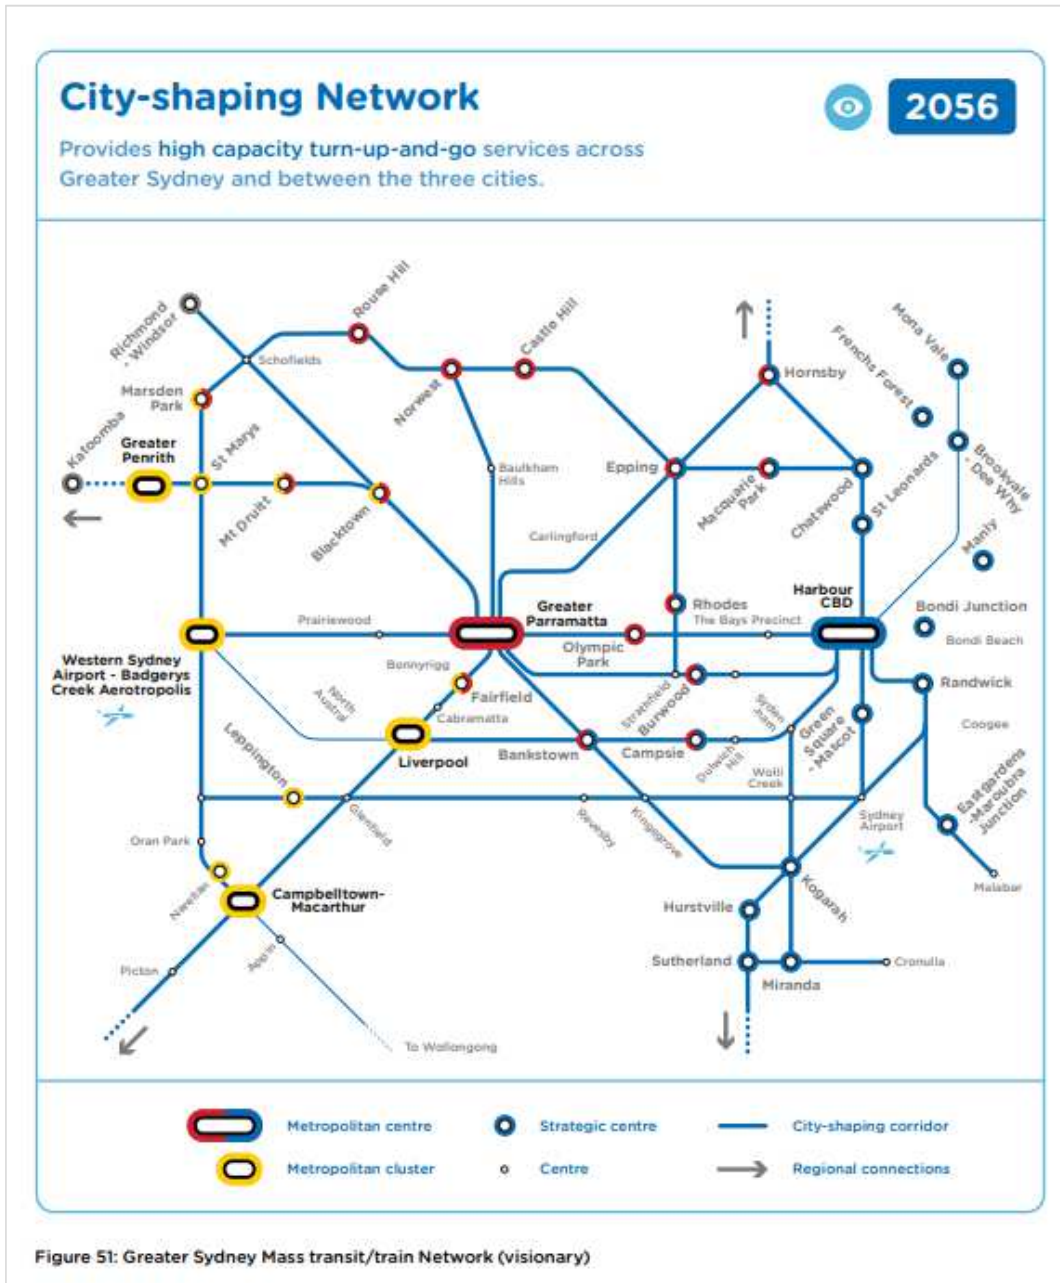 City-shaping Network
2056
Provides high capacity turn-up-and-go services across
Greater Sydney and between the three cities.
Richmond
- Windsor
Rouse Hill
Castle Hill
Hornsby
Mona Vale
Frenchs Forest
Schofields
Marsden
Park
Norwest
Katoomba
Greater
Penrith
St Marys
Mt Druitt
Blacktown
Baulkham
Hills
Epping
Macquarie
Park
Chatswood
St Leonards
Brookvale
- Dee Why
Carlingford
Manly
Harbour
CBD
Greater
Parramatta
Rhodes
The Bays Precinct
Bondi Junction
Bondi Beach
Prairiewood
Olympic
Park
Western Sydney
Airport - Badgerys
Creek Aerotropolis
Bonnyrigg
Fairfield
Cabramatta
North
Austral
Strathfield
Burwood
Syden
-ham
Green
Square
- Mascot
Randwick
Coogee
Leppington
Liverpool
Bankstown
Campsie
Dulwich
Hill
Wolli
Creek
Glenfield
Revesby
Kingsgrove
Sydney
Airport
Eastgardens
-Maroubra
Junction
Oran Park
Narellan
Campbelltown-
Macarthur
Kogarah
Malabar
Hurstville
Picton
Appin
Sutherland
Miranda
Cronulla
To Wollongong
Metropolitan centre
Strategic centre
City-shaping corridor
Metropolitan cluster
Centre
Regional connections
Figure 51: Greater Sydney Mass transit/train Network (visionary)